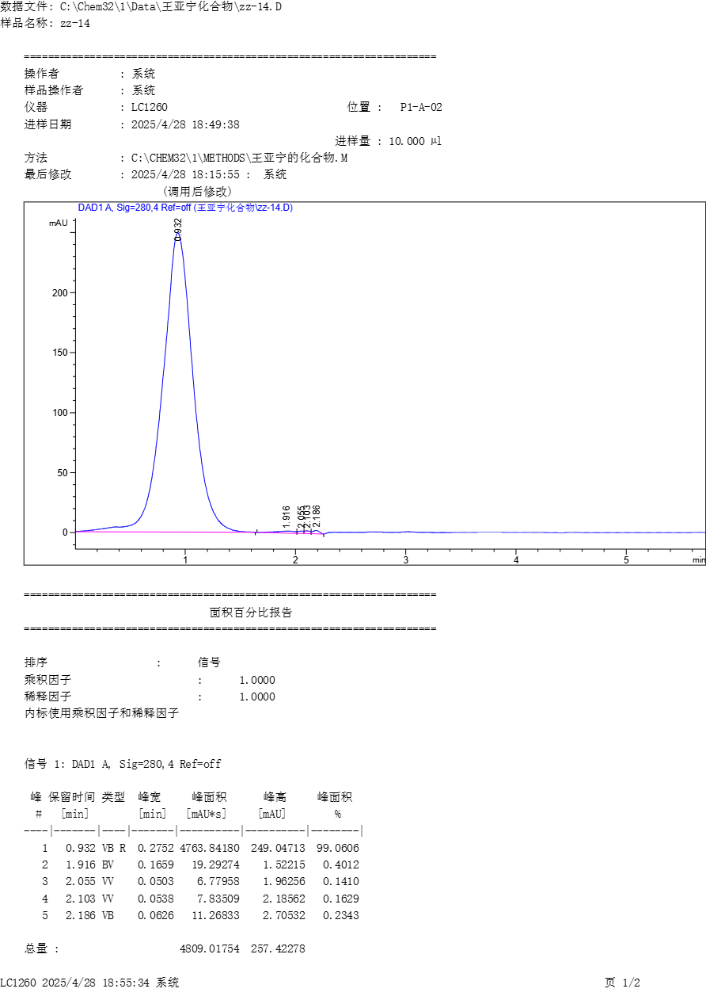 数据文件: C:\Chem32\1\Data\王亚宁化合物\zz-14.D
样品名称: zz-14
=====================================================================
操作者 : 系统
样品操作者 : 系统
仪器 : LC1260 位置 : P1-A-02
进样日期 : 2025/4/28 18:49:38
进样量 : 10.000 µl
方法 : C:\CHEM32\1\METHODS\王亚宁的化合物.M
最后修改 : 2025/4/28 18:15:55 : 系统
(调用后修改)
DAD1 A, Sig=280,4 Ref=off (王亚宁化合物\zz-14.D)
mAU
0.932
200
150
100
50
0
1.916
2.055
2.103
2.186
1 2 3 4 5 min
=====================================================================
面积百分比报告
=====================================================================
排序 : 信号
乘积因子 : 1.0000
稀释因子 : 1.0000
内标使用乘积因子和稀释因子
信号 1: DAD1 A, Sig=280,4 Ref=off
峰 保留时间 类型 峰宽 峰面积 峰高 峰面积
# [min] [min] [mAU*s] [mAU] %
----|-------|----|-------|----------|----------|--------|
1 0.932 VB R 0.2752 4763.84180 249.04713 99.0606
2 1.916 BV 0.1659 19.29274 1.52215 0.4012
3 2.055 VV 0.0503 6.77958 1.96256 0.1410
4 2.103 VV 0.0538 7.83509 2.18562 0.1629
5 2.186 VB 0.0626 11.26833 2.70532 0.2343
总量 : 4809.01754 257.42278
LC1260 2025/4/28 18:55:34 系统 页 1/2